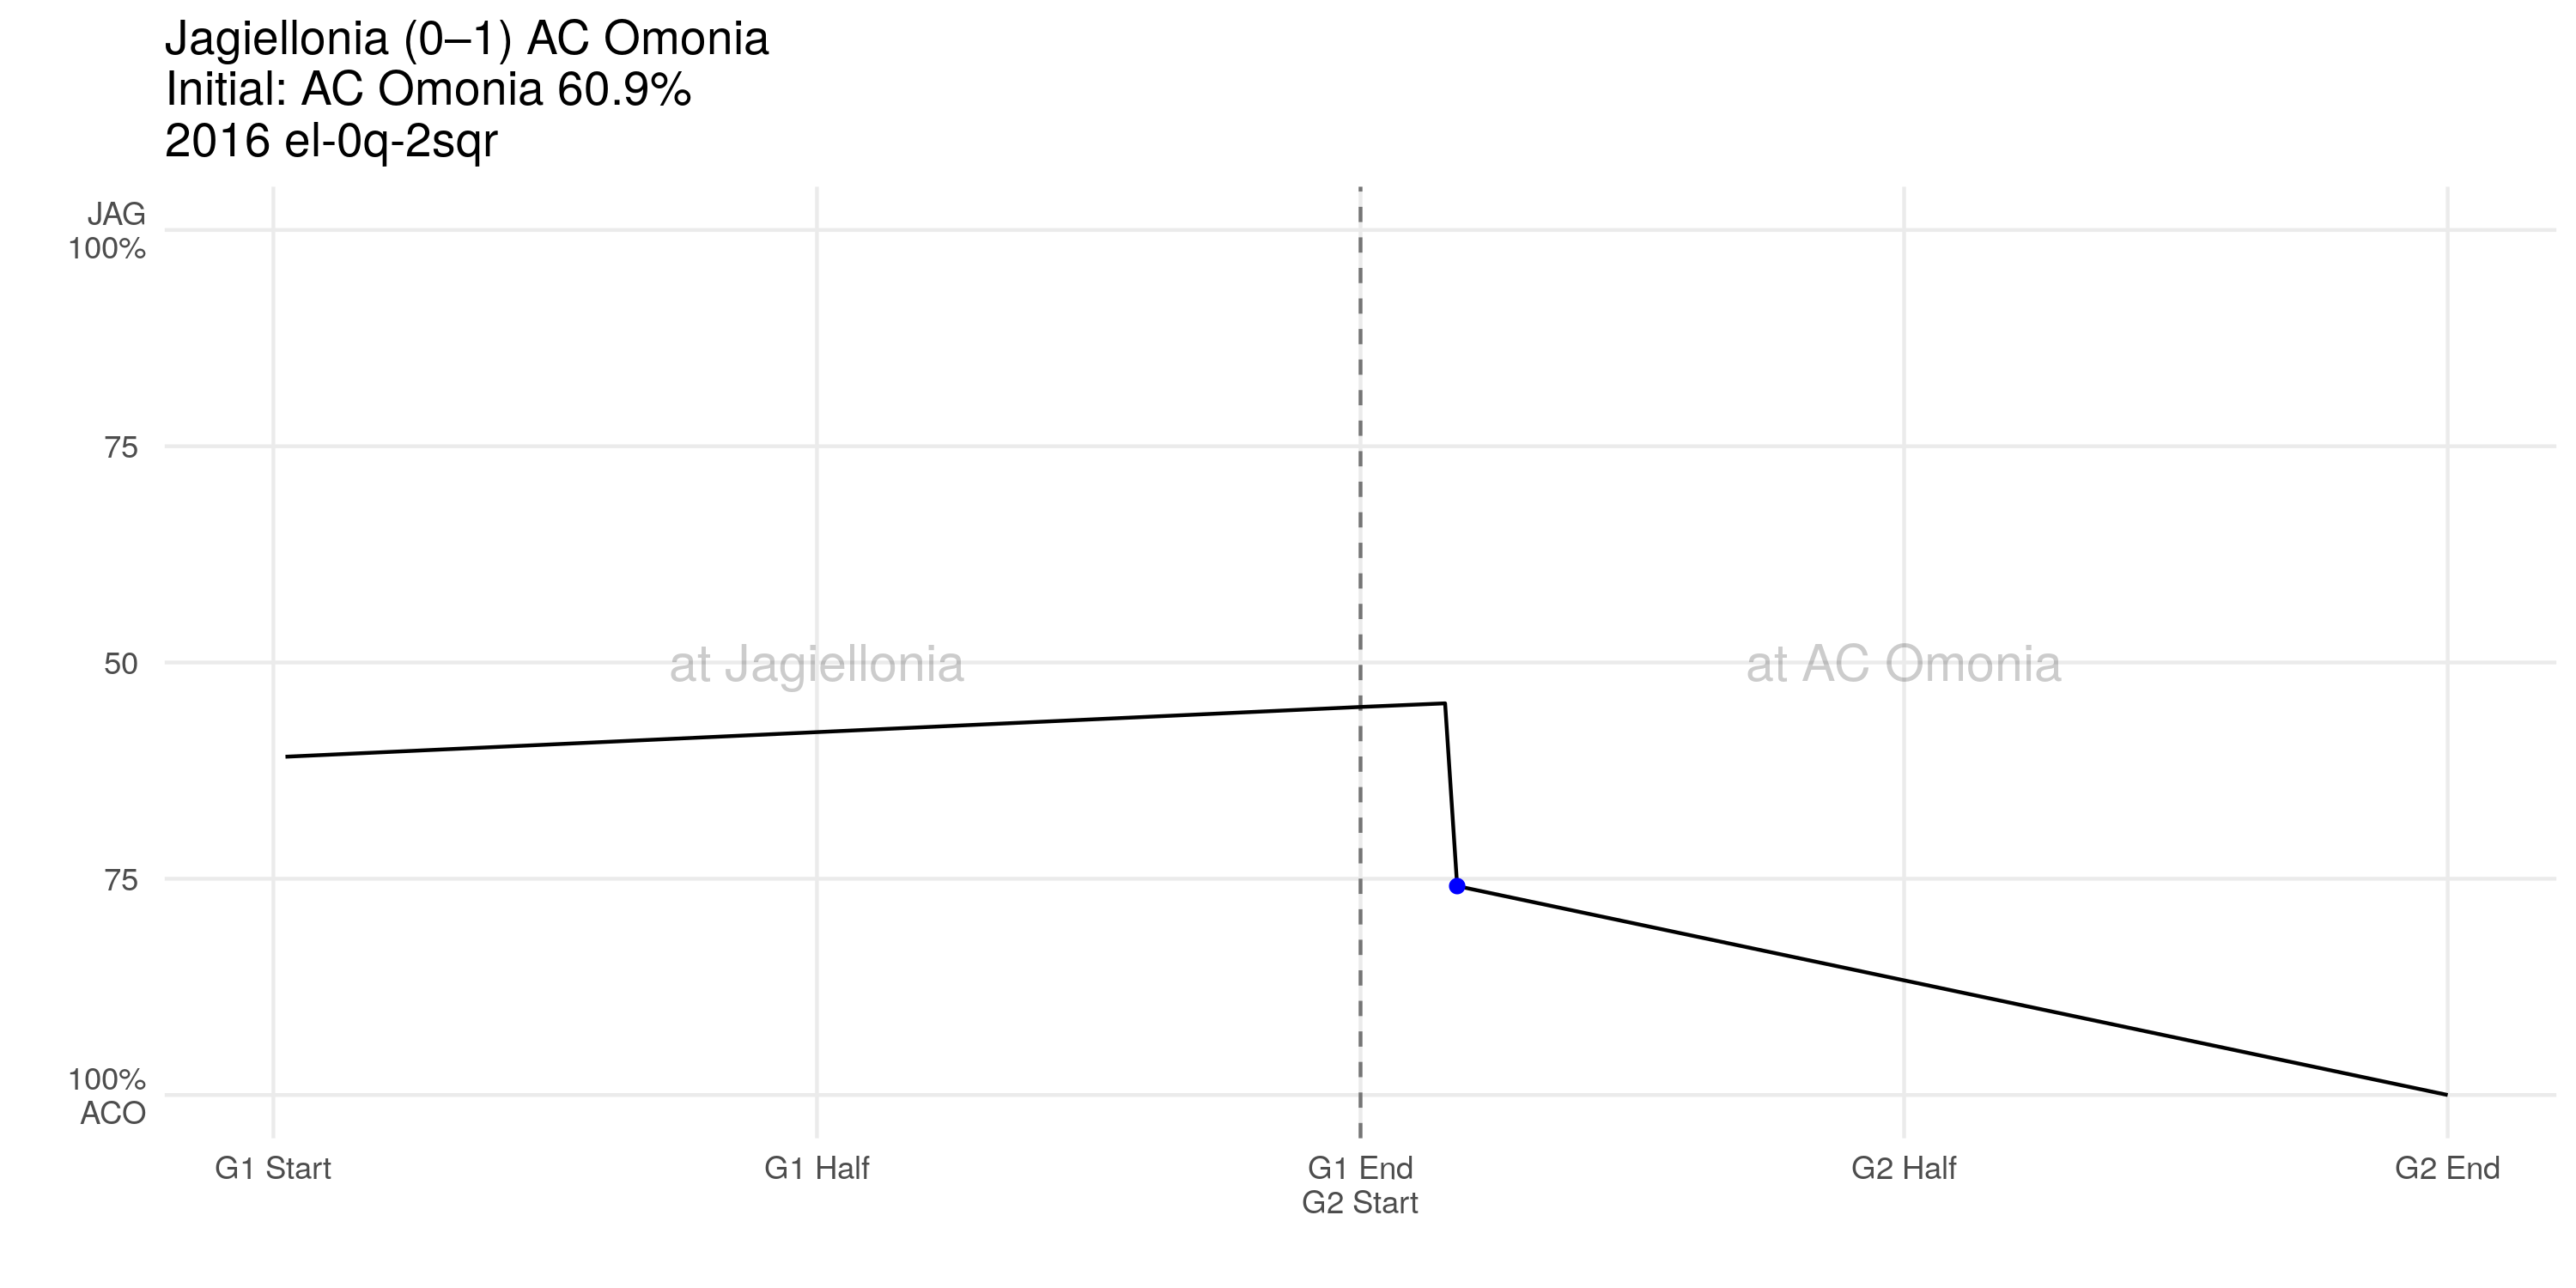 Jagiellonia (0–1) AC Omonia
Initial: AC Omonia 60.9%
2016 el-0q-2sqr
JAG
100%
75
50
75
100%
ACO
at Jagiellonia
at AC Omonia
G1 Start
G1 Half
G1 End
G2 Start
G2 Half
G2 End